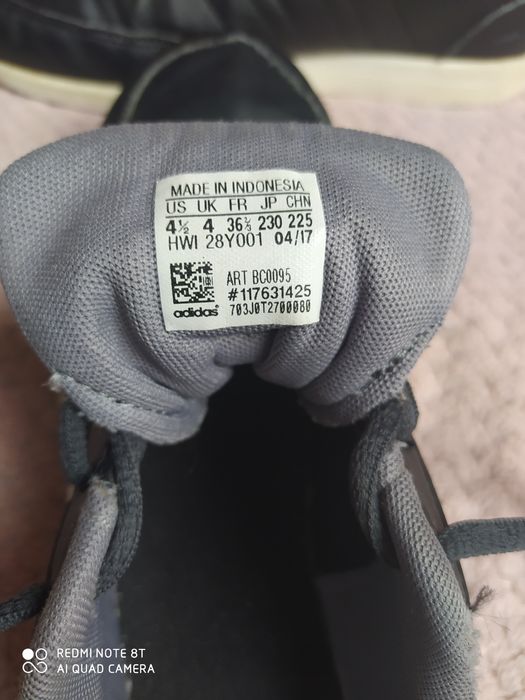 MADE IN INDONESIA
US UK FR JP CHN
4½ 4 36⅔ 230 225
HWI 28Y001 04/17
ART BC0095
#117631425
adidas® 703J0T2700080
REDMI NOTE 8T
AI QUAD CAMERA